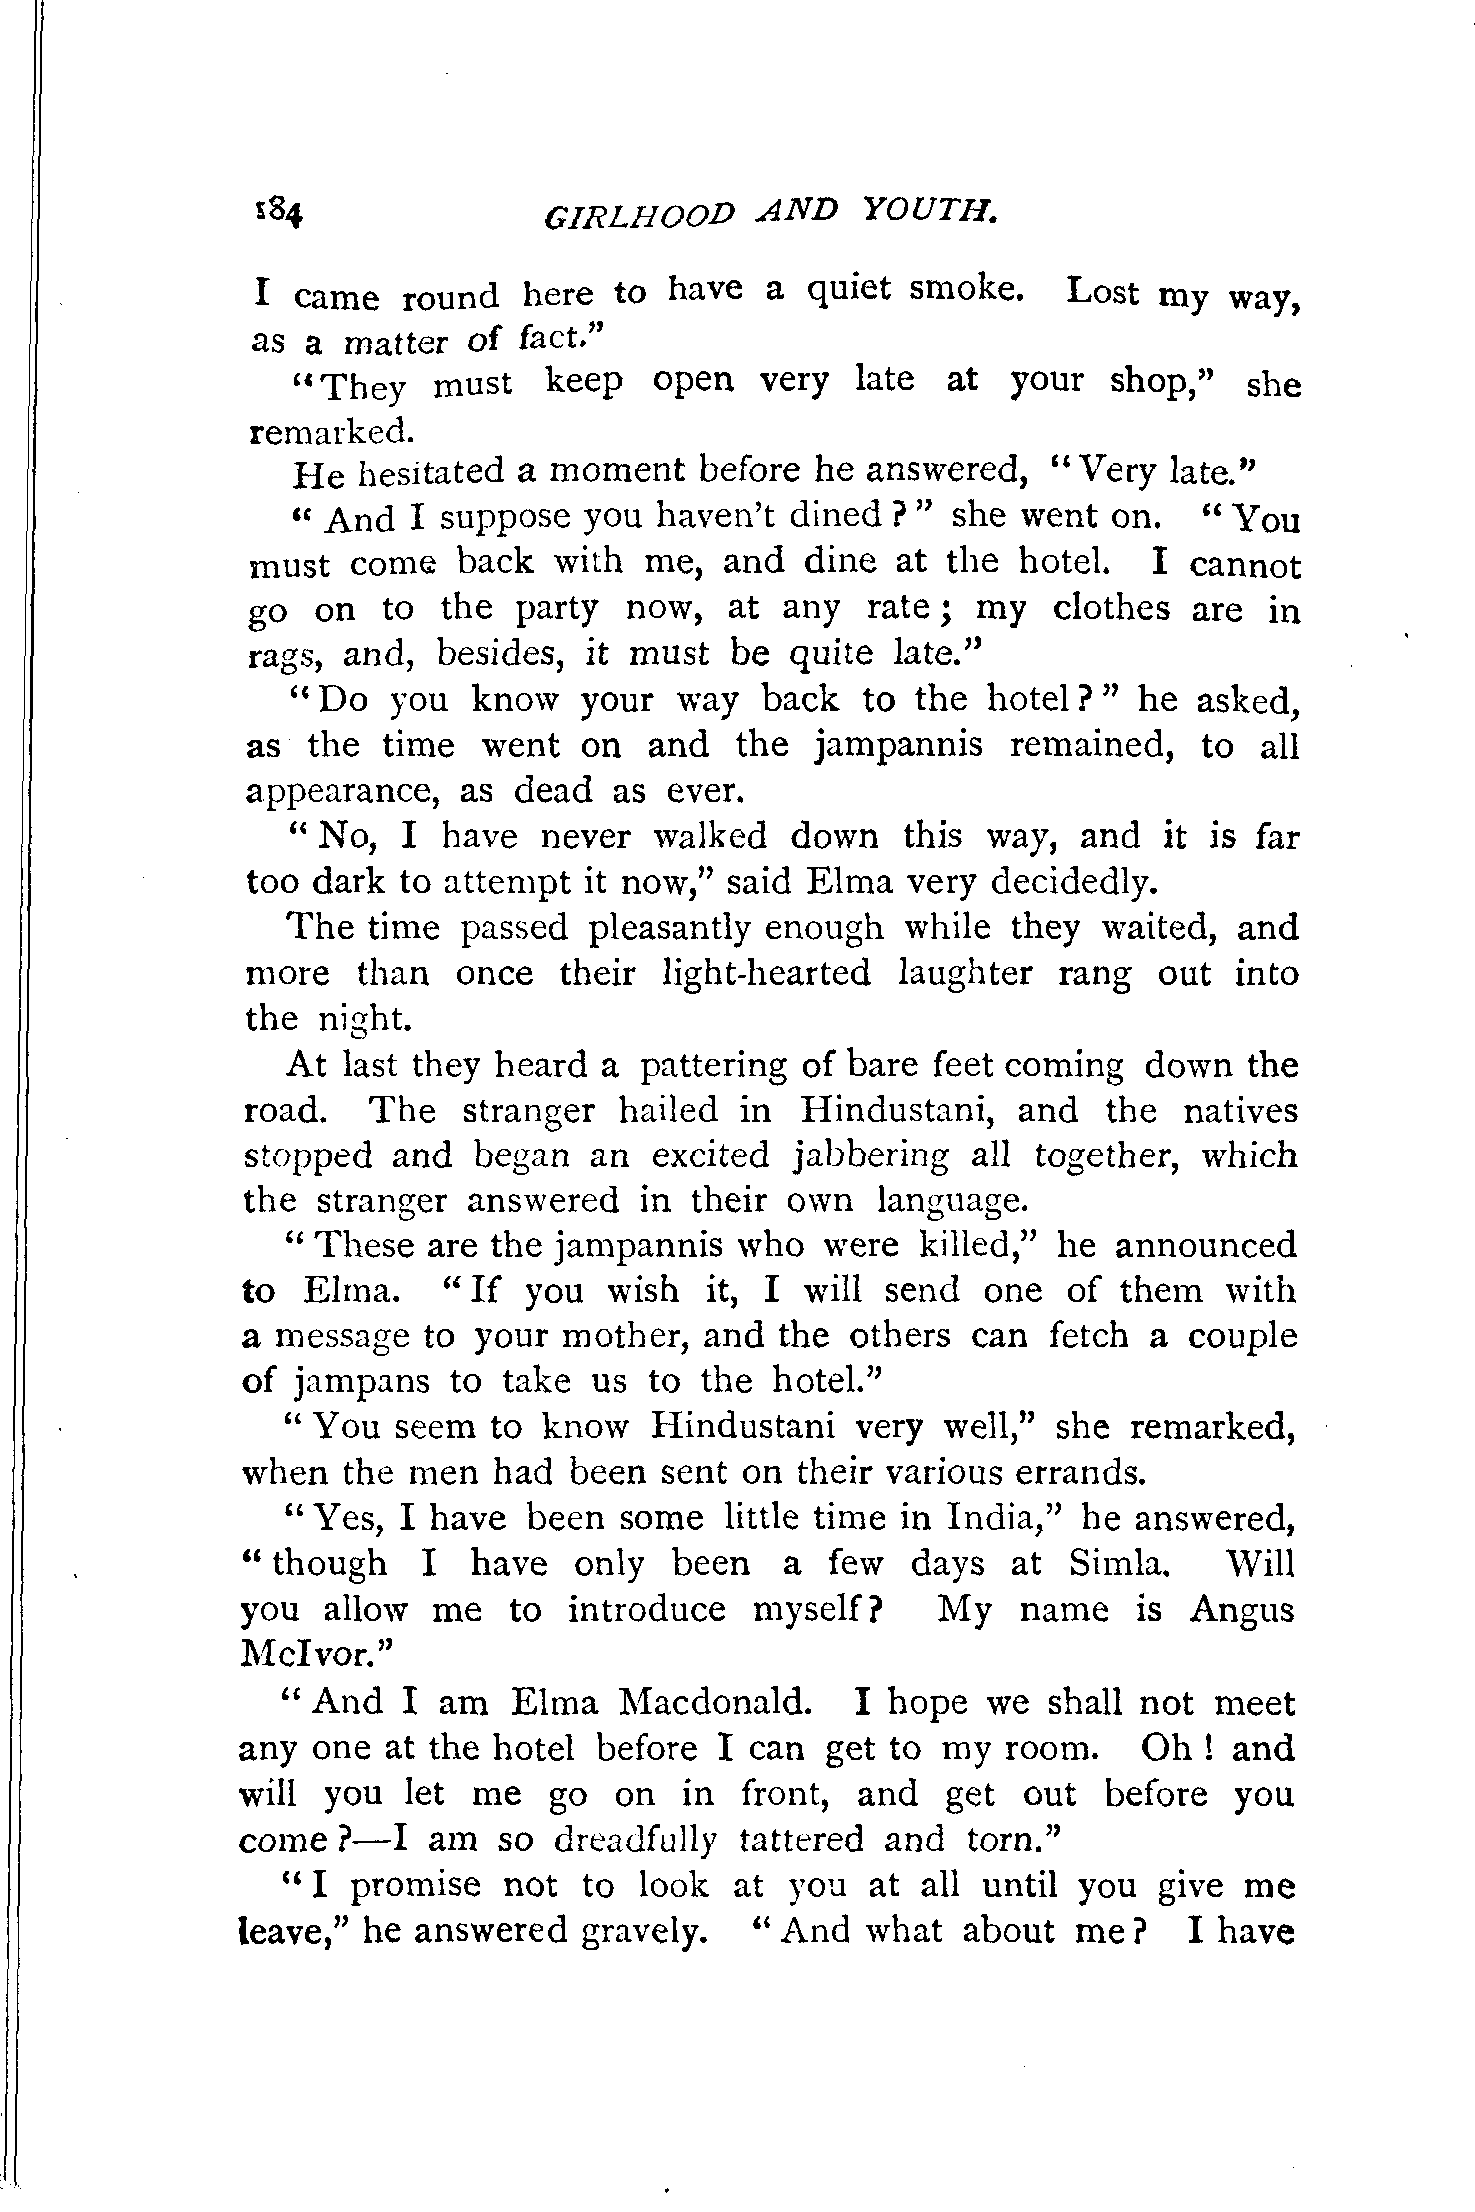 184 GIRLHOOD AND YOUTH.
I came round here to have a quiet smoke. Lost my way,
as a matter of fact.”
“They must keep open very late at your shop,” she
remarked.
He hesitated a moment before he answered, “Very late.”
“And I suppose you haven’t dined?” she went on. “You
must come back with me, and dine at the hotel. I cannot
go on to the party now, at any rate; my clothes are in
rags, and, besides, it must be quite late.”
“Do you know your way back to the hotel?” he asked,
as the time went on and the jampannis remained, to all
appearance, as dead as ever.
“No, I have never walked down this way, and it is far
too dark to attempt it now,” said Elma very decidedly.
The time passed pleasantly enough while they waited, and
more than once their light-hearted laughter rang out into
the night.
At last they heard a pattering of bare feet coming down the
road. The stranger hailed in Hindustani, and the natives
stopped and began an excited jabbering all together, which
the stranger answered in their own language.
“These are the jampannis who were killed,” he announced
to Elma. “If you wish it, I will send one of them with
a message to your mother, and the others can fetch a couple
of jampans to take us to the hotel.”
“You seem to know Hindustani very well,” she remarked,
when the men had been sent on their various errands.
“Yes, I have been some little time in India,” he answered,
“though I have only been a few days at Simla. Will
you allow me to introduce myself? My name is Angus
McIvor.”
“And I am Elma Macdonald. I hope we shall not meet
any one at the hotel before I can get to my room. Oh! and
will you let me go on in front, and get out before you
come?—I am so dreadfully tattered and torn.”
“I promise not to look at you at all until you give me
leave,” he answered gravely. “And what about me? I have